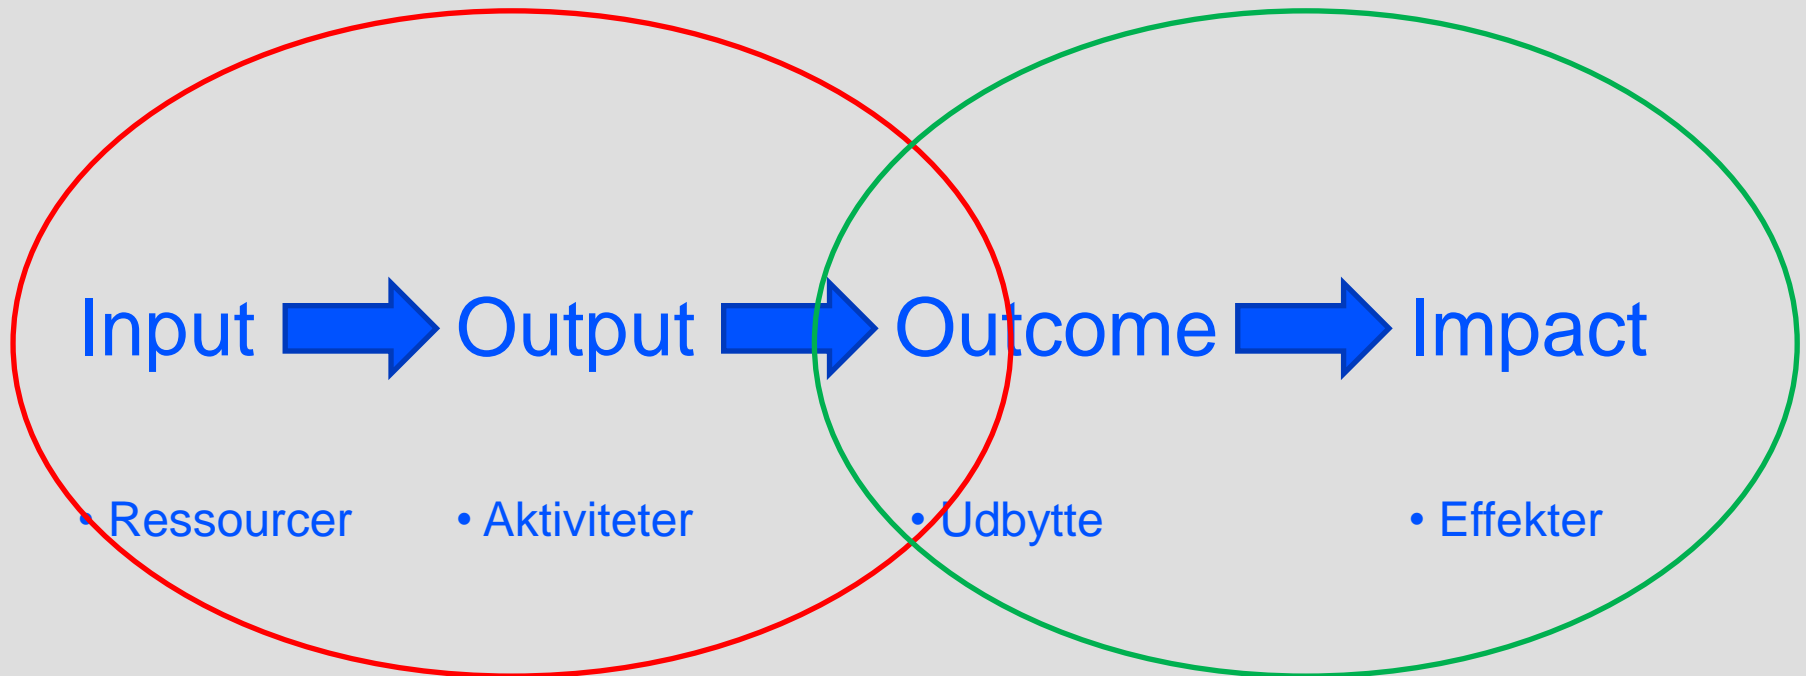 Input Output Outcome Impact
• Ressourcer • Aktiviteter • Udbytte • Effekter